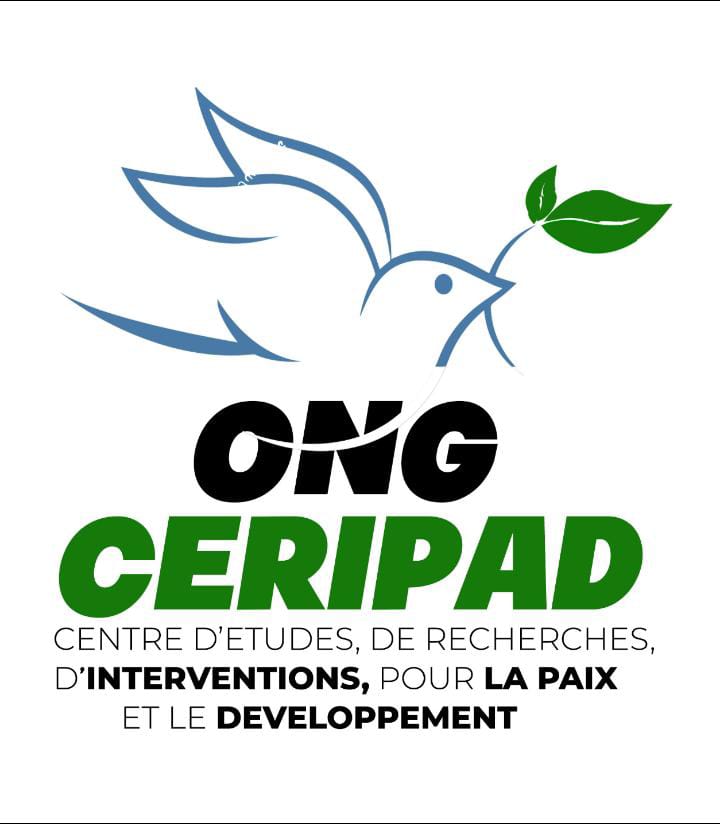 ONG
CERIPAD
CENTRE D'ETUDES, DE RECHERCHES,
D'INTERVENTIONS, POUR LA PAIX
ET LE DEVELOPPEMENT